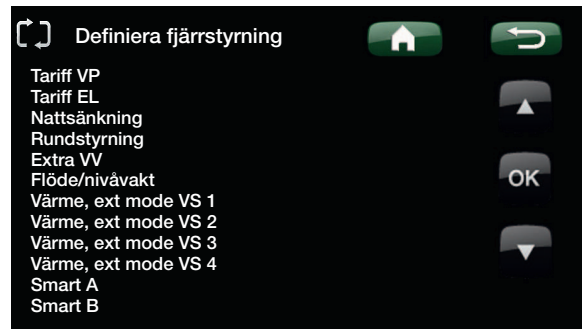 Definiera fjärrstyrning
Tariff VP
Tariff EL
Nattsänkning
Rundstyrning
Extra VV
Flöde/nivåvakt
Värme, ext mode VS 1
Värme, ext mode VS 2
Värme, ext mode VS 3
Värme, ext mode VS 4
Smart A
Smart B
OK